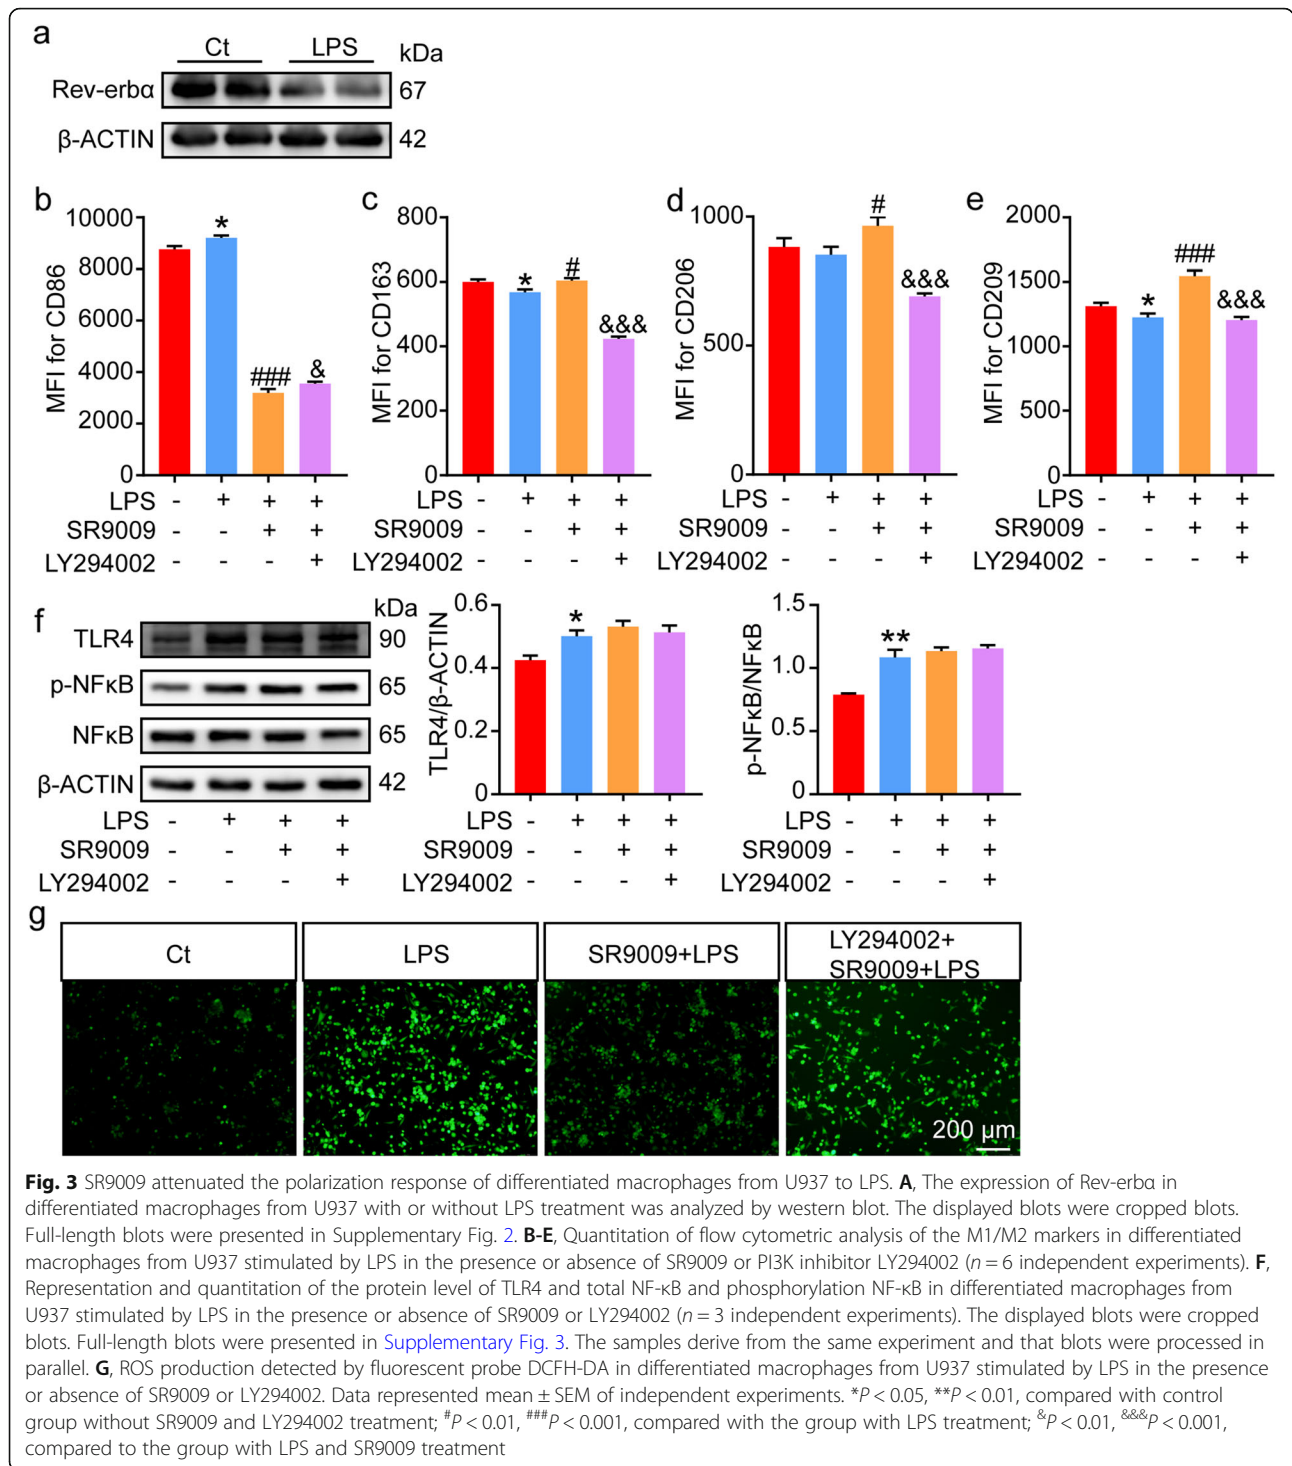 a
Ct LPS kDa
Rev-erbα 67
β-ACTIN 42
b c d e
MFI for CD86
10000
8000
6000
4000
2000
0
*
###
&
LPS - + + +
SR9009 - - + +
LY294002 - - - +
MFI for CD163
800
600
400
200
0
*
#
&&&
- + + +
- - + +
- - - +
MFI for CD206
1000
500
0
#
&&&
- + + +
- - + +
- - - +
MFI for CD209
2000
1500
1000
500
0
*
###
&&&
- + + +
- - + +
- - - +
LPS
SR9009
LY294002
LPS
SR9009
LY294002
LPS
SR9009
LY294002
f
kDa
TLR4 90
p-NFκB 65
NFκB 65
β-ACTIN 42
LPS - + + +
SR9009 - - + +
LY294002 - - - +
TLR4/β-ACTIN
0.6
0.4
0.2
0
*
LPS - + + +
SR9009 - - + +
LY294002 - - - +
p-NFκB/NFκB
1.5
1.0
0.5
0
**
LPS - + + +
SR9009 - - + +
LY294002 - - - +
g
Ct
LPS
SR9009+LPS
LY294002+
SR9009+LPS
200 μm
Fig. 3 SR9009 attenuated the polarization response of differentiated macrophages from U937 to LPS. A, The expression of Rev-erbα in
differentiated macrophages from U937 with or without LPS treatment was analyzed by western blot. The displayed blots were cropped blots.
Full-length blots were presented in Supplementary Fig. 2. B-E, Quantitation of flow cytometric analysis of the M1/M2 markers in differentiated
macrophages from U937 stimulated by LPS in the presence or absence of SR9009 or PI3K inhibitor LY294002 (n = 6 independent experiments). F,
Representation and quantitation of the protein level of TLR4 and total NF-κB and phosphorylation NF-κB in differentiated macrophages from
U937 stimulated by LPS in the presence or absence of SR9009 or LY294002 (n = 3 independent experiments). The displayed blots were cropped
blots. Full-length blots were presented in Supplementary Fig. 3. The samples derive from the same experiment and that blots were processed in
parallel. G, ROS production detected by fluorescent probe DCFH-DA in differentiated macrophages from U937 stimulated by LPS in the presence
or absence of SR9009 or LY294002. Data represented mean ± SEM of independent experiments. *P < 0.05, **P < 0.01, compared with control
group without SR9009 and LY294002 treatment; #P < 0.01, ###P < 0.001, compared with the group with LPS treatment; &P < 0.01, &&&P < 0.001,
compared to the group with LPS and SR9009 treatment